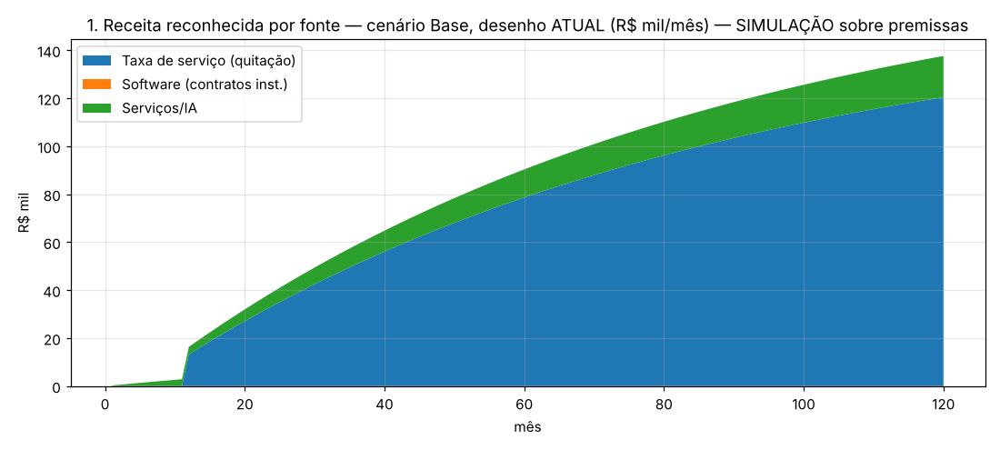 1. Receita reconhecida por fonte — cenário Base, desenho ATUAL (R$ mil/mês) — SIMULAÇÃO sobre premissas
140
Taxa de serviço (quitação)
Software (contratos inst.)
Serviços/IA
120
100
80
60
40
20
0
R$ mil
0 20 40 60 80 100 120
mês